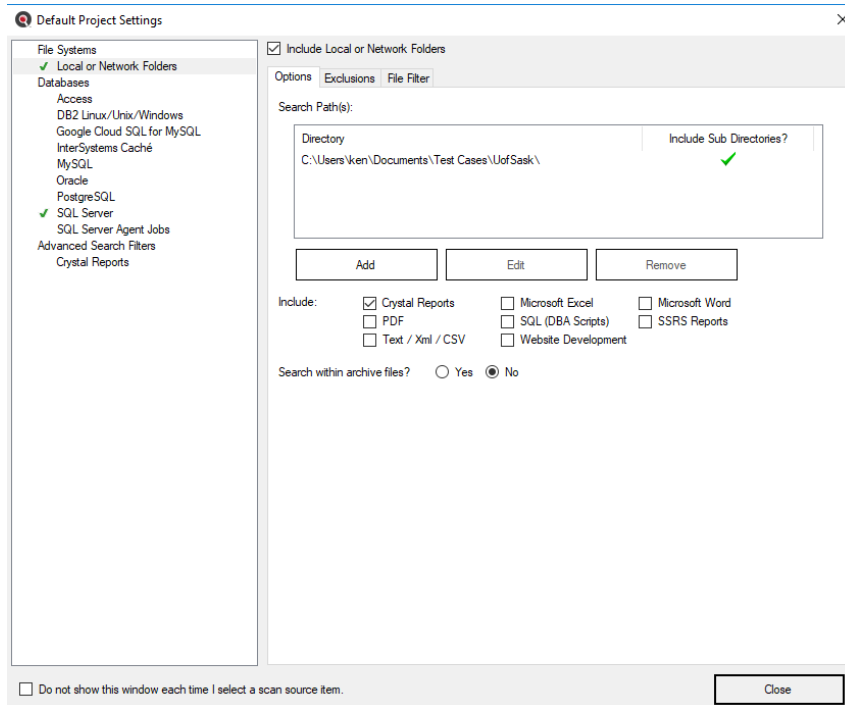 Default Project Settings
File Systems
Local or Network Folders
Databases
Access
DB2 Linux/Unix/Windows
Google Cloud SQL for MySQL
InterSystems Caché
MySQL
Oracle
PostgreSQL
SQL Server
SQL Server Agent Jobs
Advanced Search Filters
Crystal Reports
Include Local or Network Folders
Options Exclusions File Filter
Search Path(s):
Directory Include Sub Directories?
C:\Users\ken\Documents\Test Cases\UofSask\
Add Edit Remove
Include: Crystal Reports Microsoft Excel Microsoft Word
PDF SQL (DBA Scripts) SSRS Reports
Text / Xml / CSV Website Development
Search within archive files? Yes No
Do not show this window each time I select a scan source item.
Close